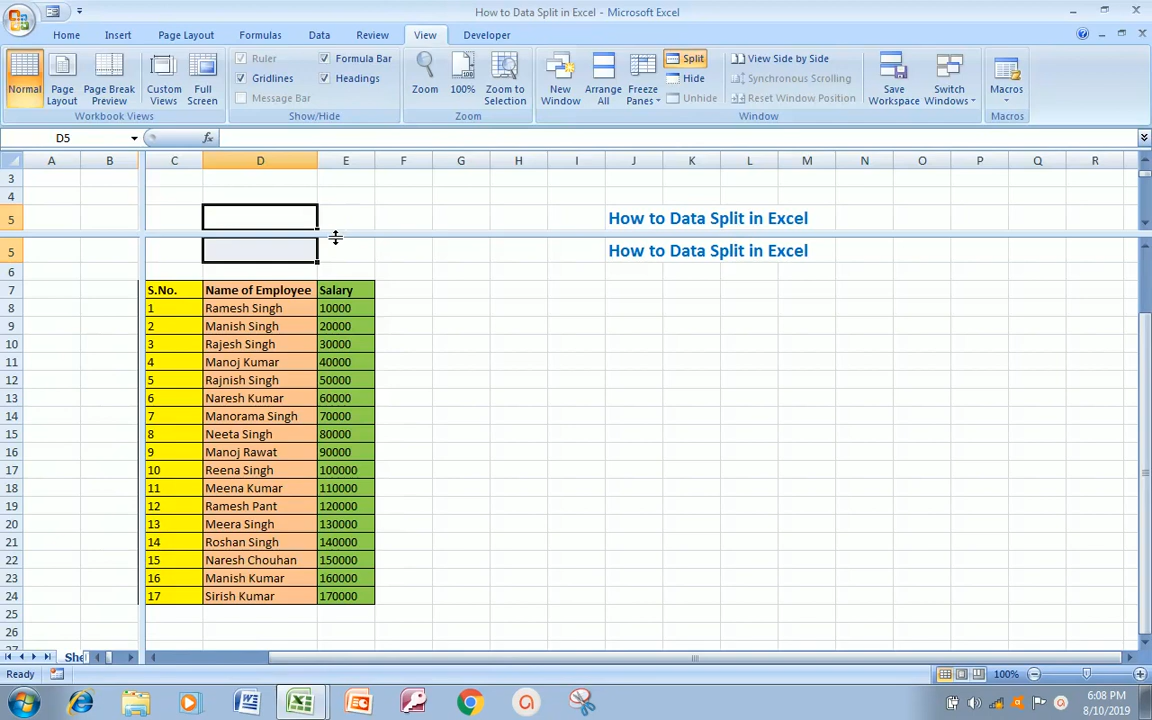 How to Data Split in Excel - Microsoft Excel
Home Insert Page Layout Formulas Data Review View Developer
Normal Page Layout Page Break Preview Custom Views Full Screen
Workbook Views
Ruler Formula Bar
Gridlines Headings
Message Bar
Show/Hide
Zoom 100% Zoom to Selection
Zoom
New Window Arrange All Freeze Panes
Split
Hide
Unhide
View Side by Side
Synchronous Scrolling
Reset Window Position
Save Workspace Switch Windows
Window
Macros
Macros
D5 fx
A B C D E F G H I J K L M N O P Q R
3
4
5 How to Data Split in Excel
5 How to Data Split in Excel
6
7 S.No. Name of Employee Salary
8 1 Ramesh Singh 10000
9 2 Manish Singh 20000
10 3 Rajesh Singh 30000
11 4 Manoj Kumar 40000
12 5 Rajnish Singh 50000
13 6 Naresh Kumar 60000
14 7 Manorama Singh 70000
15 8 Neeta Singh 80000
16 9 Manoj Rawat 90000
17 10 Reena Singh 100000
18 11 Meena Kumar 110000
19 12 Ramesh Pant 120000
20 13 Meera Singh 130000
21 14 Roshan Singh 140000
22 15 Naresh Chouhan 150000
23 16 Manish Kumar 160000
24 17 Sirish Kumar 170000
25
26
Ready 100%
6:08 PM
8/10/2019